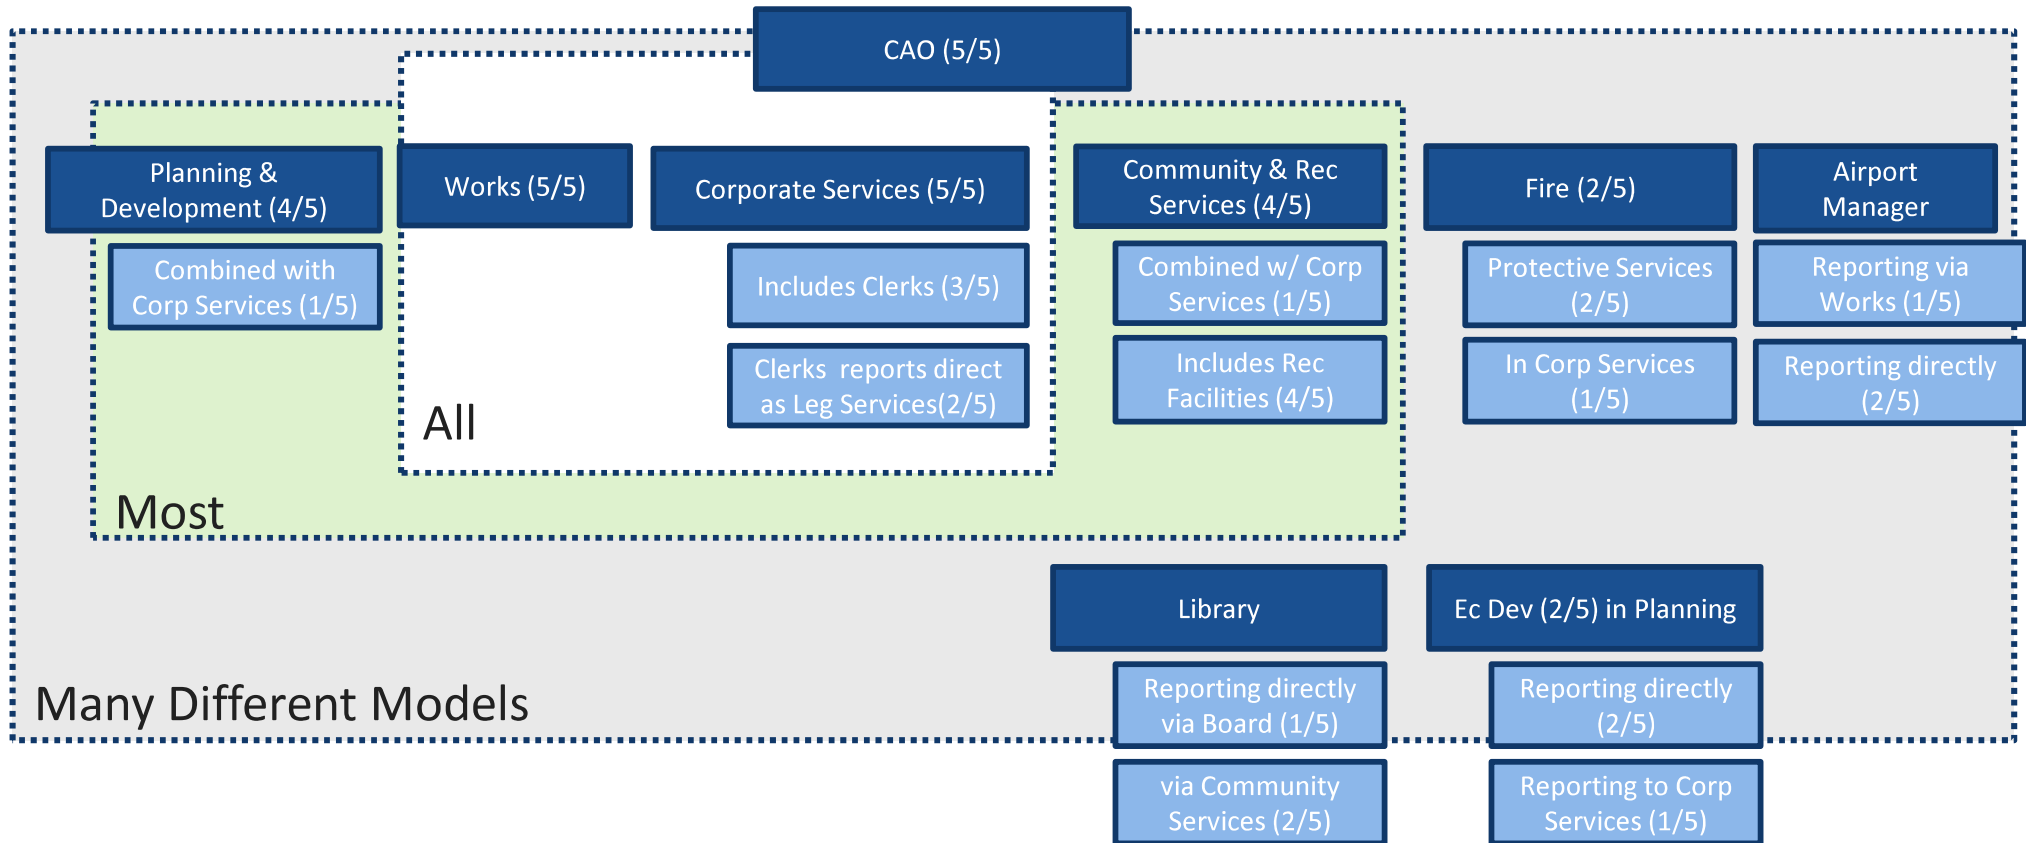 CAO (5/5)
Planning &
Development (4/5)
Combined with
Corp Services (1/5)
Works (5/5)
Corporate Services (5/5)
Includes Clerks (3/5)
Clerks  reports direct
as Leg Services(2/5)
All
Community & Rec
Services (4/5)
Combined w/ Corp
Services (1/5)
Includes Rec
Facilities (4/5)
Most
Fire (2/5)
Protective Services
(2/5)
In Corp Services
(1/5)
Airport
Manager
Reporting via
Works (1/5)
Reporting directly
(2/5)
Library
Reporting directly
via Board (1/5)
via Community
Services (2/5)
Ec Dev (2/5) in Planning
Reporting directly
(2/5)
Reporting to Corp
Services (1/5)
Many Different Models